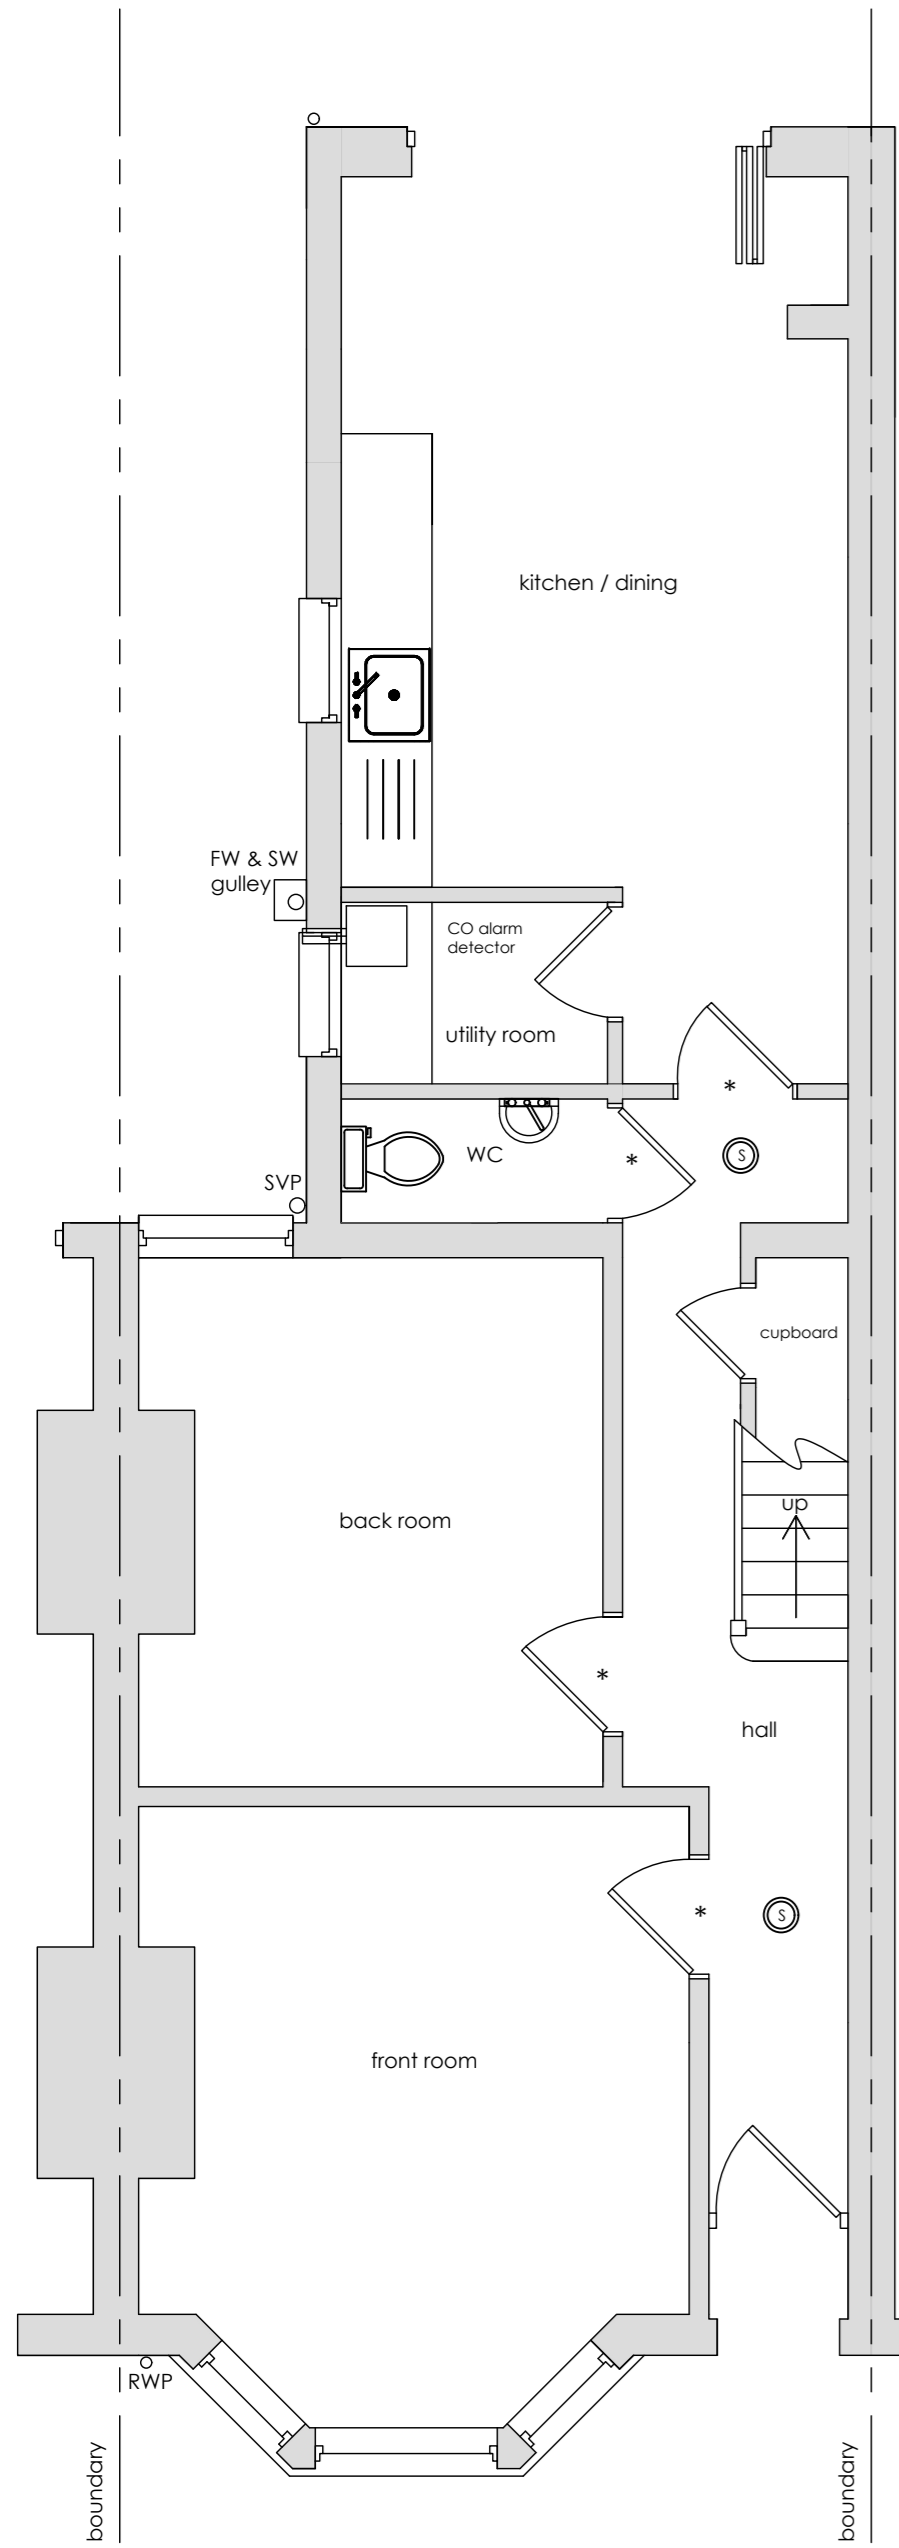 kitchen / dining
FW & SW
gulley
CO alarm
detector
utility room
*
WC
*
S
SVP
cupboard
up
back room
*
hall
*
S
front room
RWP
boundary
boundary